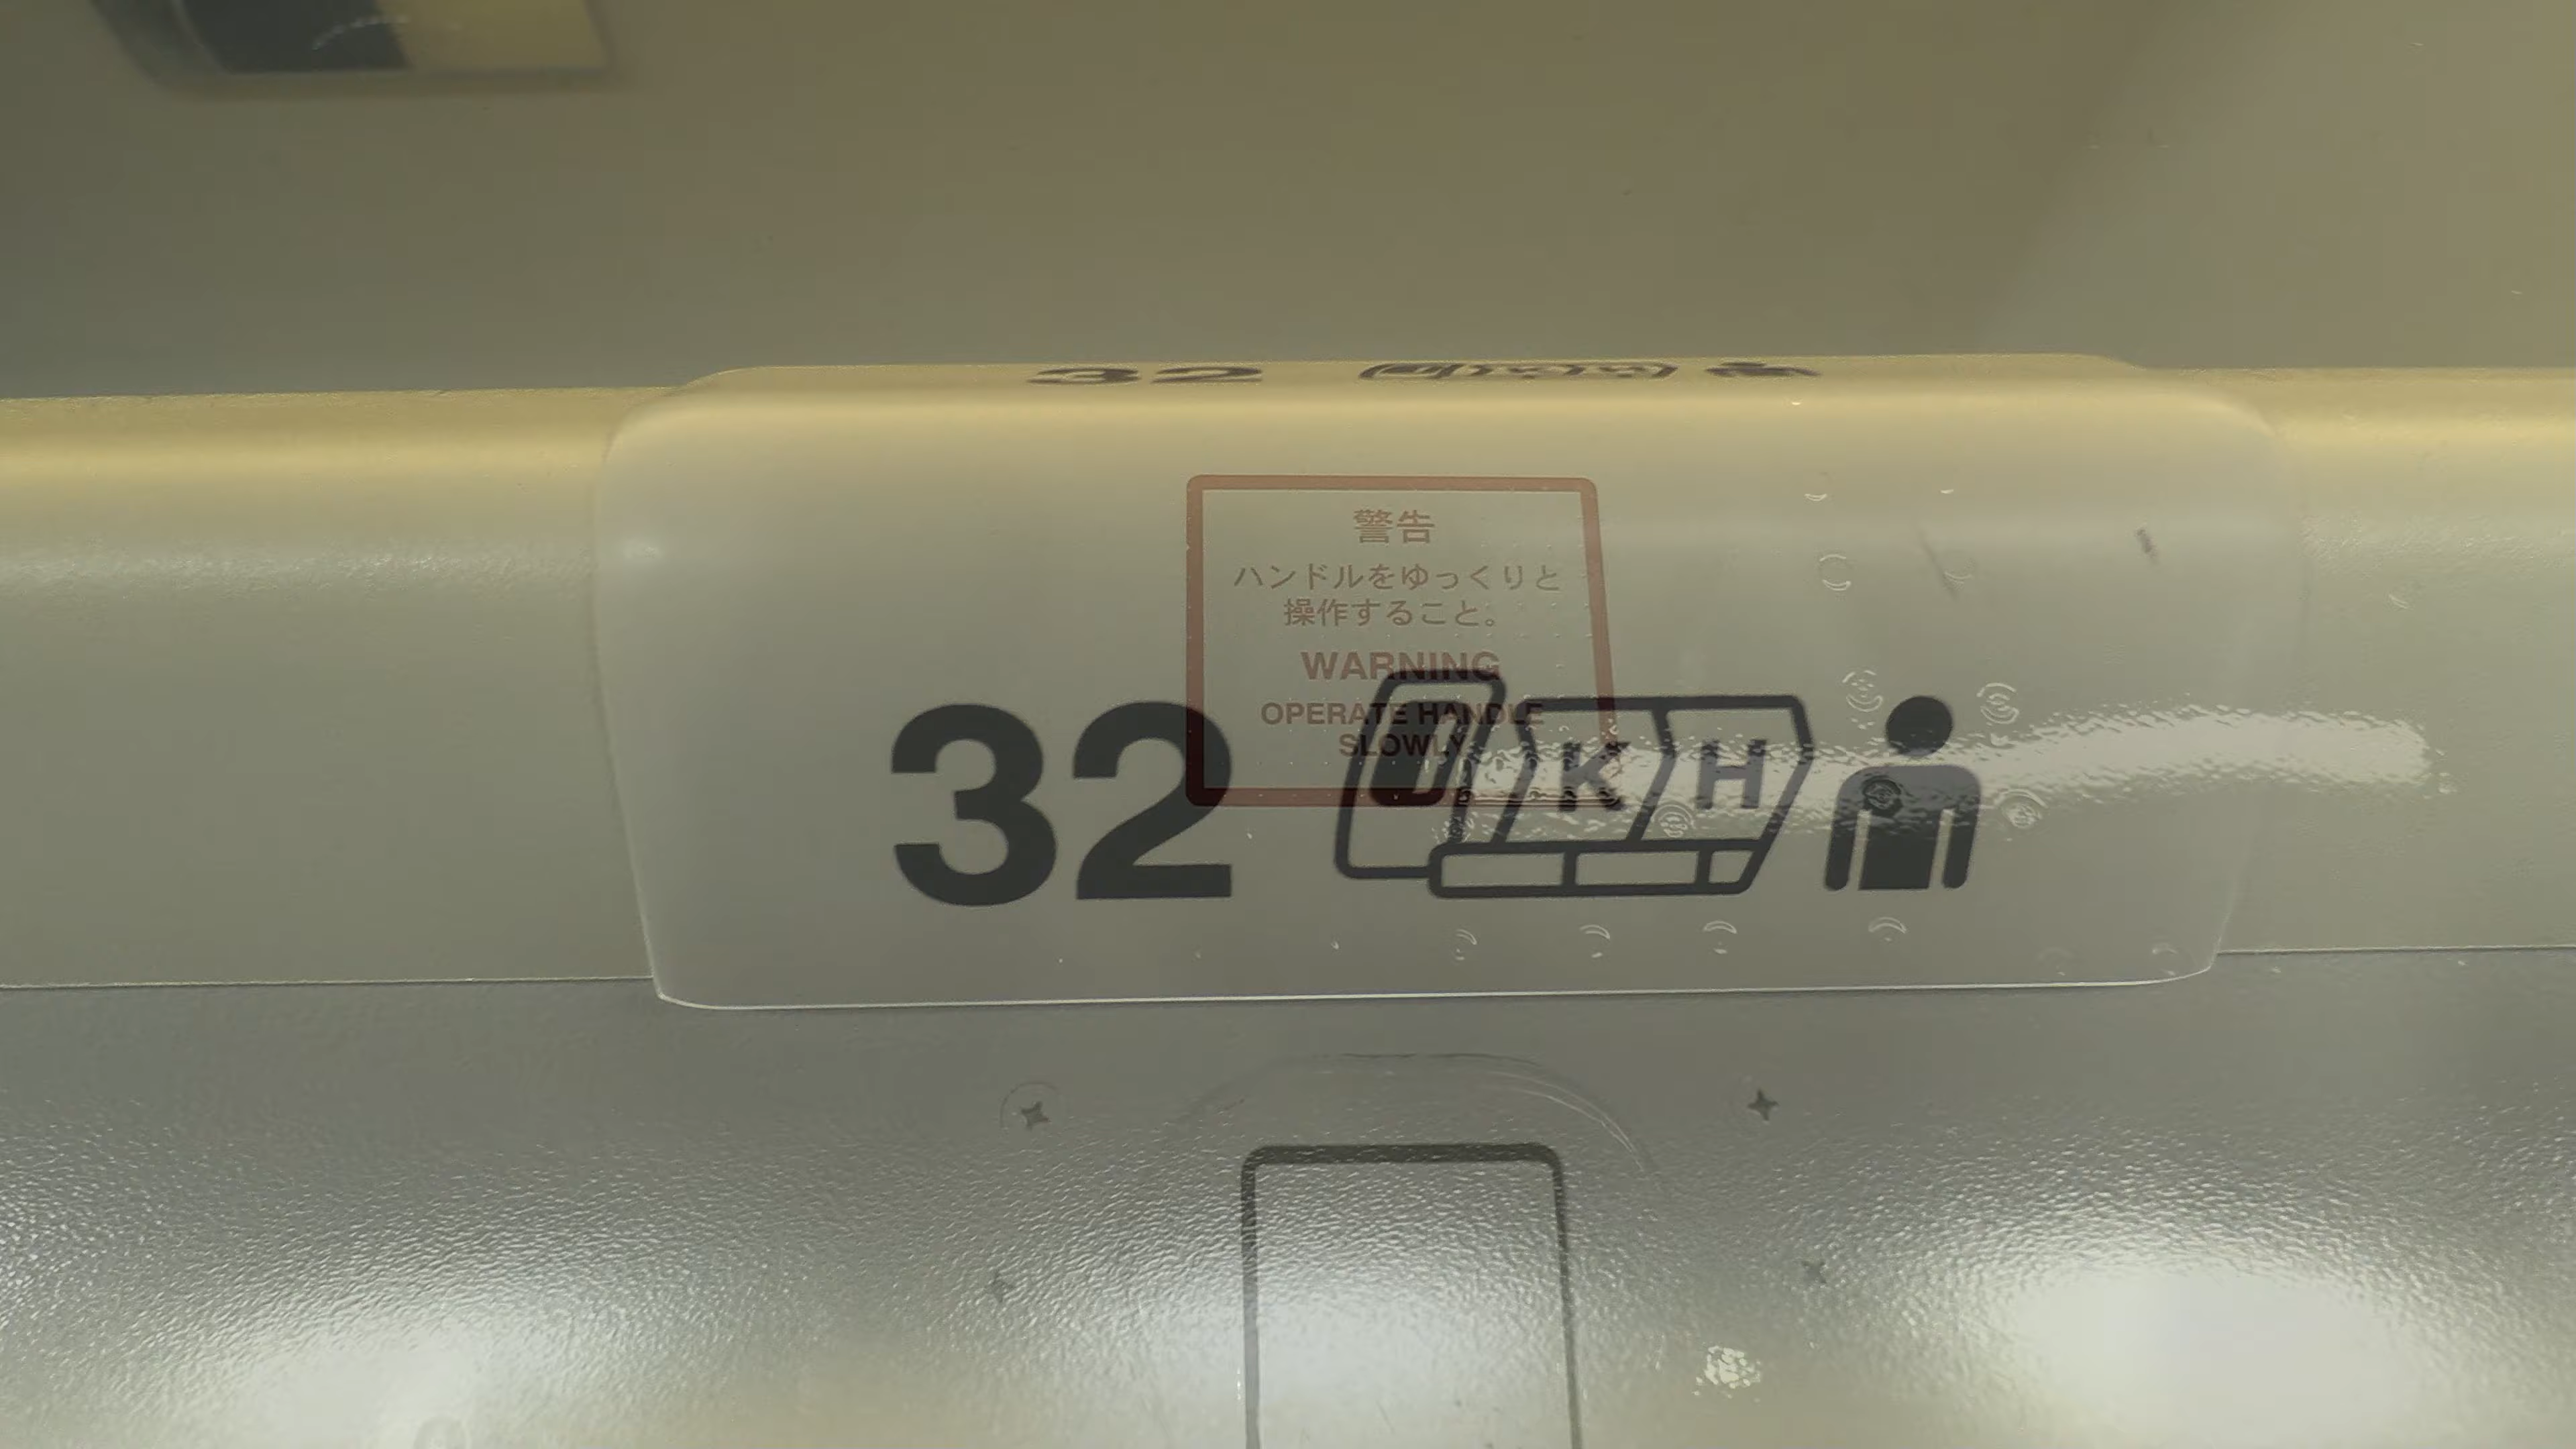 警告
ハンドルをゆっくりと
操作すること。
WARNING
OPERATE HANDLE
SLOWLY
32 K H